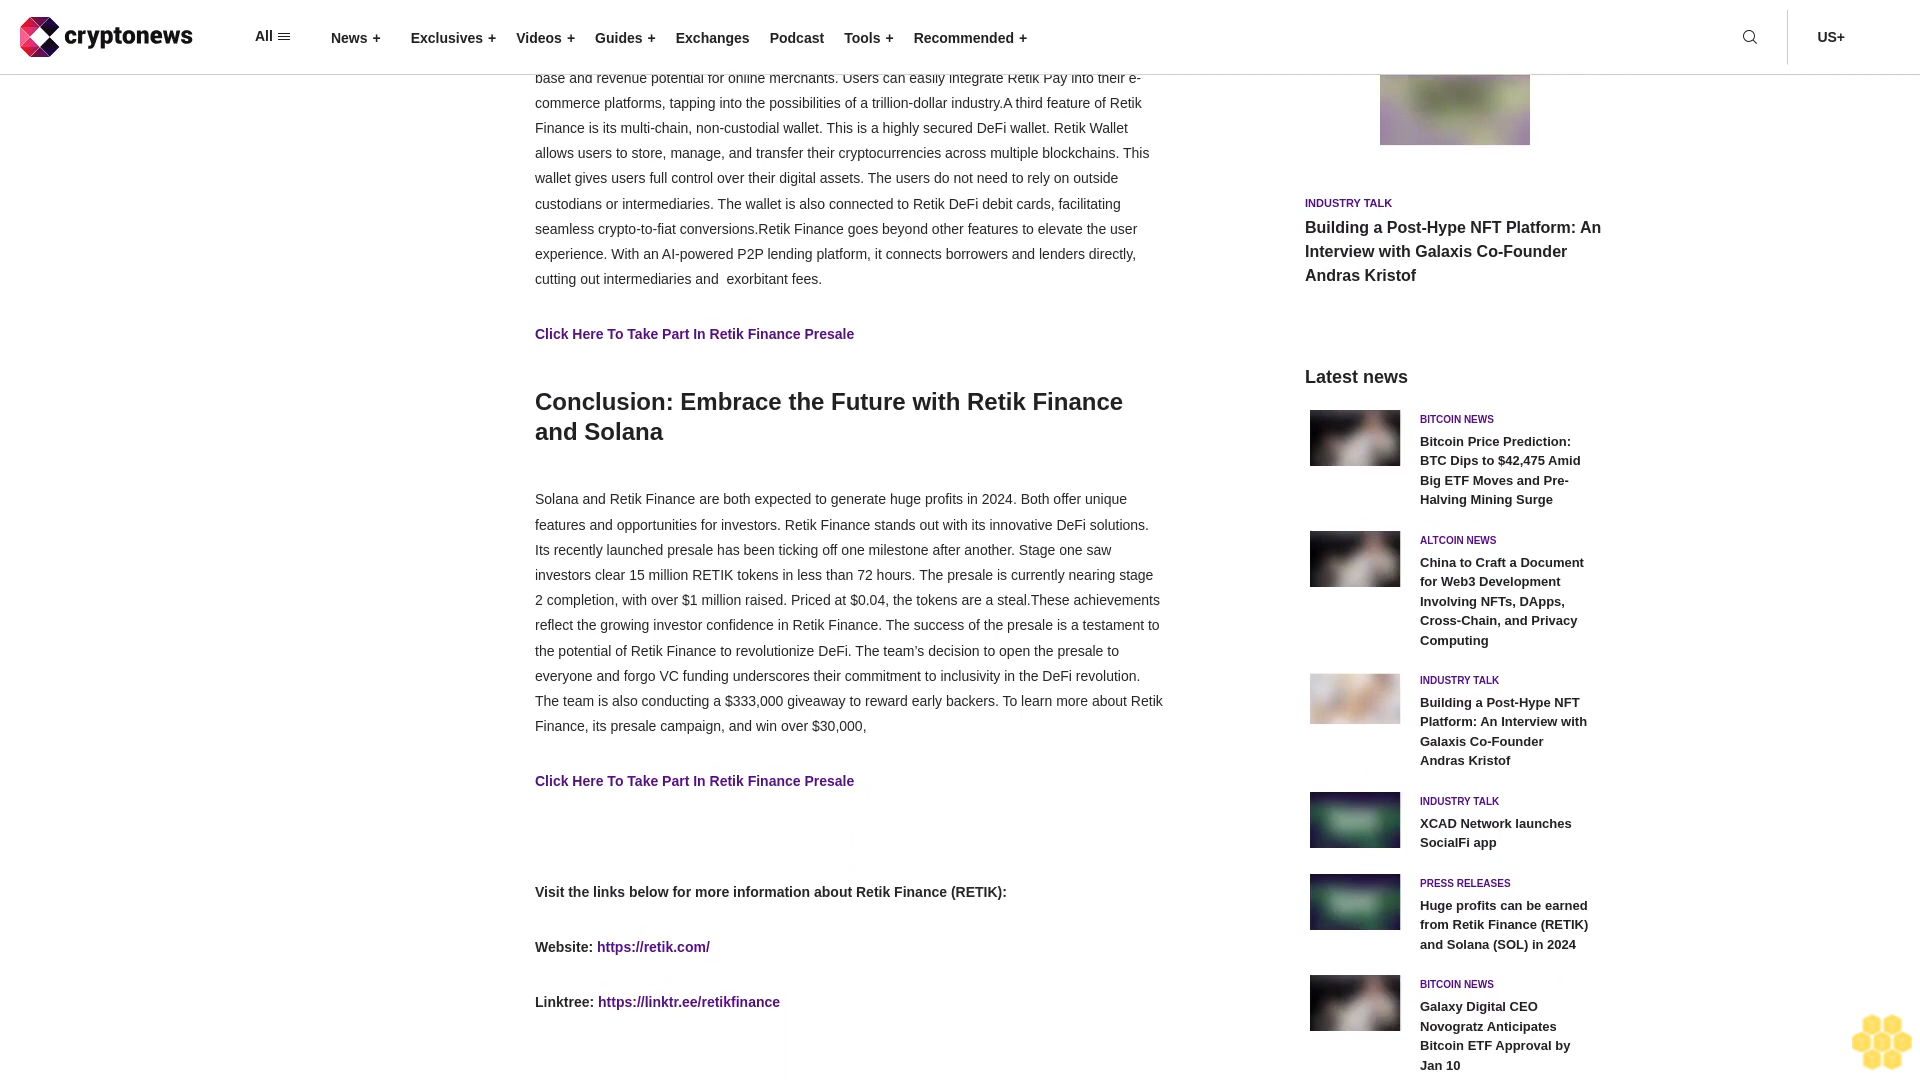 cryptonews
All
News +
Exclusives +
Videos +
Guides +
Exchanges
Podcast
Tools +
Recommended +
US+
base and revenue potential for online merchants. Users can easily integrate Retik Pay into their e-
commerce platforms, tapping into the possibilities of a trillion-dollar industry.A third feature of Retik
Finance is its multi-chain, non-custodial wallet. This is a highly secured DeFi wallet. Retik Wallet
allows users to store, manage, and transfer their cryptocurrencies across multiple blockchains. This
wallet gives users full control over their digital assets. The users do not need to rely on outside
custodians or intermediaries. The wallet is also connected to Retik DeFi debit cards, facilitating
seamless crypto-to-fiat conversions.Retik Finance goes beyond other features to elevate the user
experience. With an AI-powered P2P lending platform, it connects borrowers and lenders directly,
cutting out intermediaries and  exorbitant fees.
Click Here To Take Part In Retik Finance Presale
Conclusion: Embrace the Future with Retik Finance
and Solana
Solana and Retik Finance are both expected to generate huge profits in 2024. Both offer unique
features and opportunities for investors. Retik Finance stands out with its innovative DeFi solutions.
Its recently launched presale has been ticking off one milestone after another. Stage one saw
investors clear 15 million RETIK tokens in less than 72 hours. The presale is currently nearing stage
2 completion, with over $1 million raised. Priced at $0.04, the tokens are a steal.These achievements
reflect the growing investor confidence in Retik Finance. The success of the presale is a testament to
the potential of Retik Finance to revolutionize DeFi. The team’s decision to open the presale to
everyone and forgo VC funding underscores their commitment to inclusivity in the DeFi revolution.
The team is also conducting a $333,000 giveaway to reward early backers. To learn more about Retik
Finance, its presale campaign, and win over $30,000,
Click Here To Take Part In Retik Finance Presale
Visit the links below for more information about Retik Finance (RETIK):
Website: https://retik.com/
Linktree: https://linktr.ee/retikfinance
INDUSTRY TALK
Building a Post-Hype NFT Platform: An
Interview with Galaxis Co-Founder
Andras Kristof
Latest news
BITCOIN NEWS
Bitcoin Price Prediction:
BTC Dips to $42,475 Amid
Big ETF Moves and Pre-
Halving Mining Surge
ALTCOIN NEWS
China to Craft a Document
for Web3 Development
Involving NFTs, DApps,
Cross-Chain, and Privacy
Computing
INDUSTRY TALK
Building a Post-Hype NFT
Platform: An Interview with
Galaxis Co-Founder
Andras Kristof
INDUSTRY TALK
XCAD Network launches
SocialFi app
PRESS RELEASES
Huge profits can be earned
from Retik Finance (RETIK)
and Solana (SOL) in 2024
BITCOIN NEWS
Galaxy Digital CEO
Novogratz Anticipates
Bitcoin ETF Approval by
Jan 10